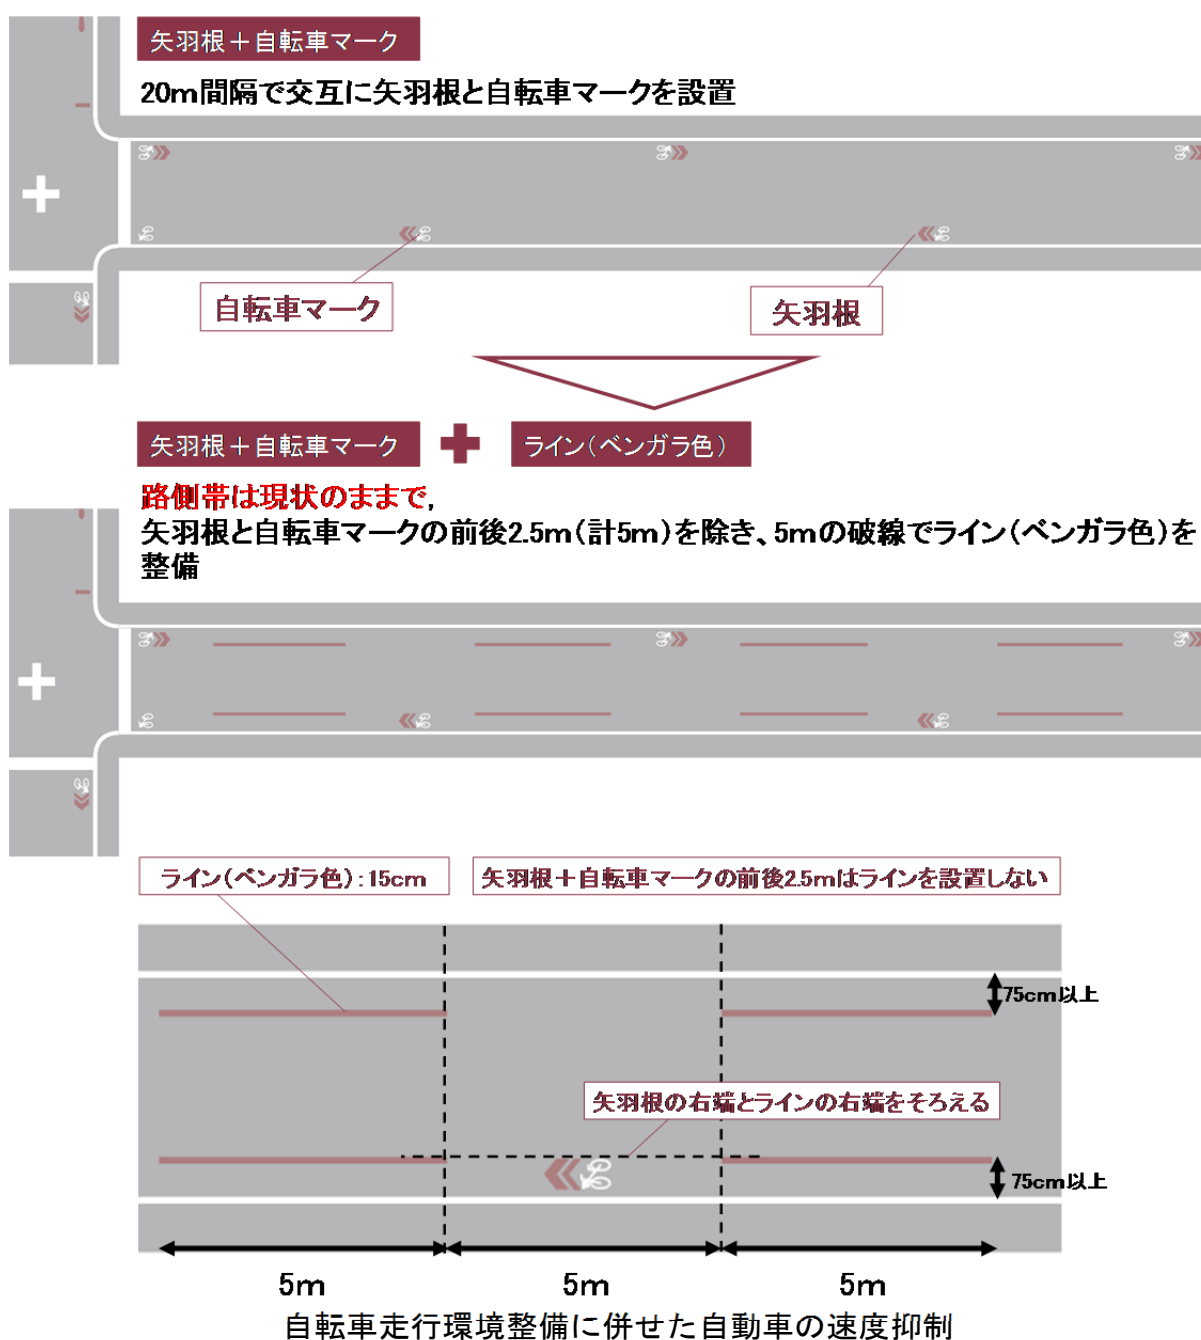 矢羽根＋自転車マーク
20m間隔で交互に矢羽根と自転車マークを設置
自転車マーク
矢羽根
矢羽根＋自転車マーク
ライン（ベンガラ色）
路側帯は現状のままで，
矢羽根と自転車マークの前後2.5m（計5m）を除き、5mの破線でライン（ベンガラ色）を
整備
ライン（ベンガラ色）：15cm
矢羽根＋自転車マークの前後2.5mはラインを設置しない
75cm以上
矢羽根の右端とラインの右端をそろえる
75cm以上
5m
5m
5m
自転車走行環境整備に併せた自動車の速度抑制